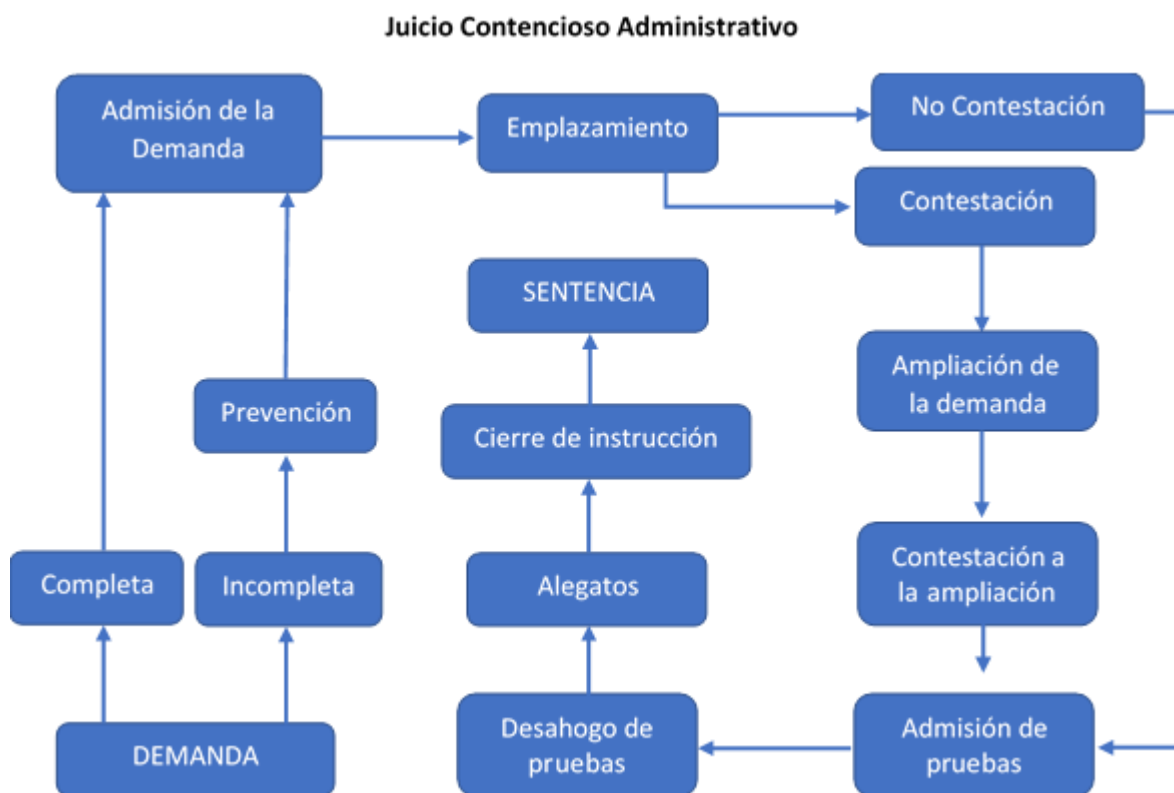 Juicio Contencioso Administrativo
Admisión de la
Demanda
Emplazamiento
No Contestación
Contestación
SENTENCIA
Ampliación de
la demanda
Prevención
Cierre de instrucción
Contestación a
la ampliación
Completa
Incompleta
Alegatos
DEMANDA
Desahogo de
pruebas
Admisión de
pruebas